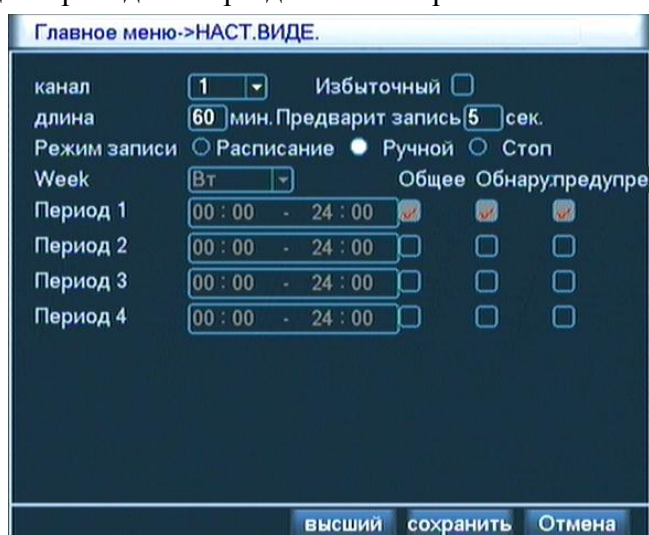 Главное меню->НАСТ.ВИДЕ.
канал 1 Избыточный
длина 60 мин. Предварит запись 5 сек.
Режим записи Расписание Ручной Стоп
Week Вт Общее Обнару.предупре
Период 1 00:00 - 24:00
Период 2 00:00 - 24:00
Период 3 00:00 - 24:00
Период 4 00:00 - 24:00
высший сохранить Отмена